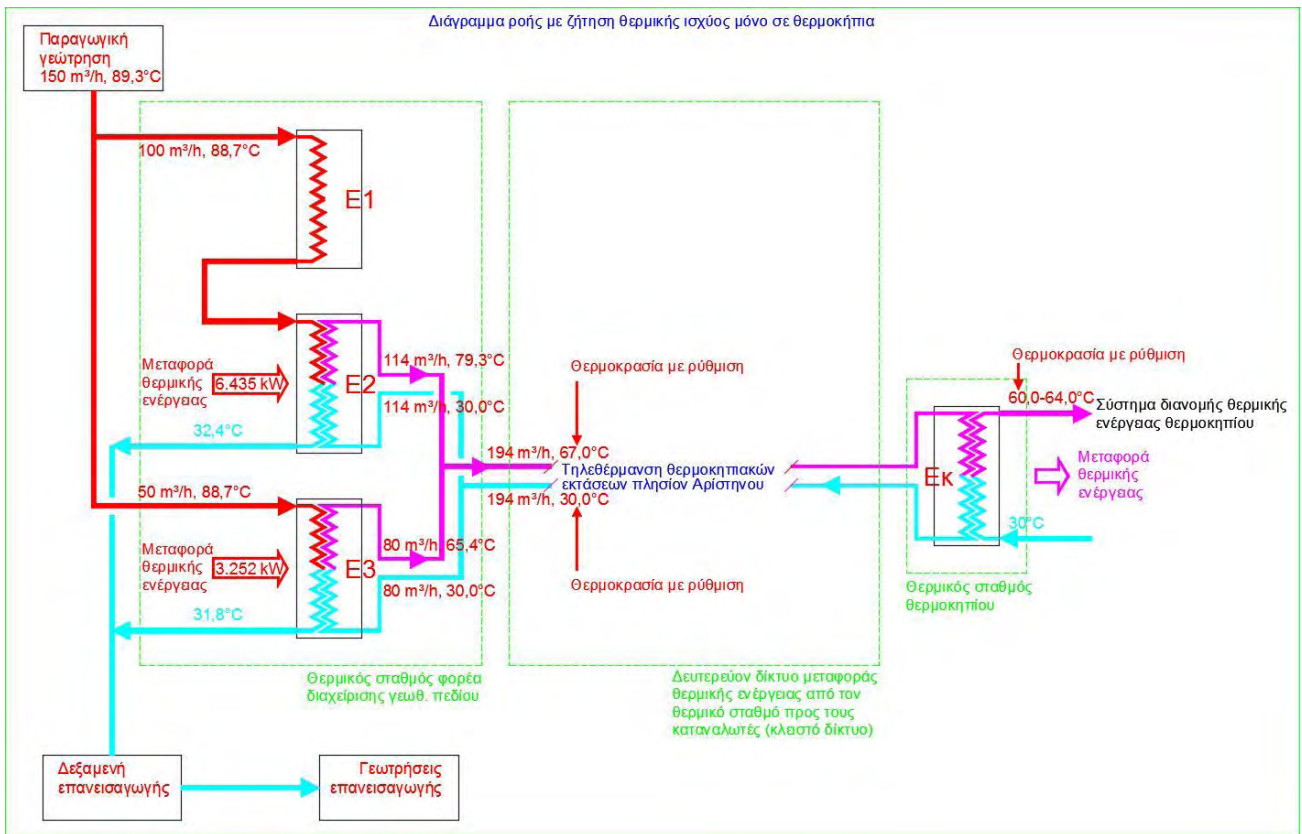 Διάγραμμα ροής με ζήτηση θερμικής ισχύος μόνο σε θερμοκήπια
Παραγωγική
γεώτρηση
150 m³/h, 89,3°C
100 m³/h, 88,7°C
E1
Μεταφορά
θερμικής
ενέργειας
6.435 kW
E2
114 m³/h, 79,3°C
114 m³/h, 30,0°C
32,4°C
50 m³/h, 88,7°C
Μεταφορά
θερμικής
ενέργειας
3.252 kW
E3
80 m³/h, 65,4°C
80 m³/h, 30,0°C
31,8°C
Θερμικός σταθμός φορέα
διαχείρισης γεωθ. πεδίου
Θερμοκρασία με ρύθμιση
194 m³/h, 67,0°C
Τηλεθέρμανση θερμοκηπιακών
εκτάσεων πλησίον Αρίστηνου
194 m³/h, 30,0°C
Θερμοκρασία με ρύθμιση
Δευτερεύον δίκτυο μεταφοράς
θερμικής ενέργειας από τον
θερμικό σταθμό προς τους
καταναλωτές (κλειστό δίκτυο)
Θερμοκρασία με ρύθμιση
60,0-64,0°C
Σύστημα διανομής θερμικής
ενέργειας θερμοκηπίου
Εκ
Μεταφορά
θερμικής
ενέργειας
30°C
Θερμικός σταθμός
θερμοκηπίου
Δεξαμενή
επανεισαγωγής
Γεωτρήσεις
επανεισαγωγής